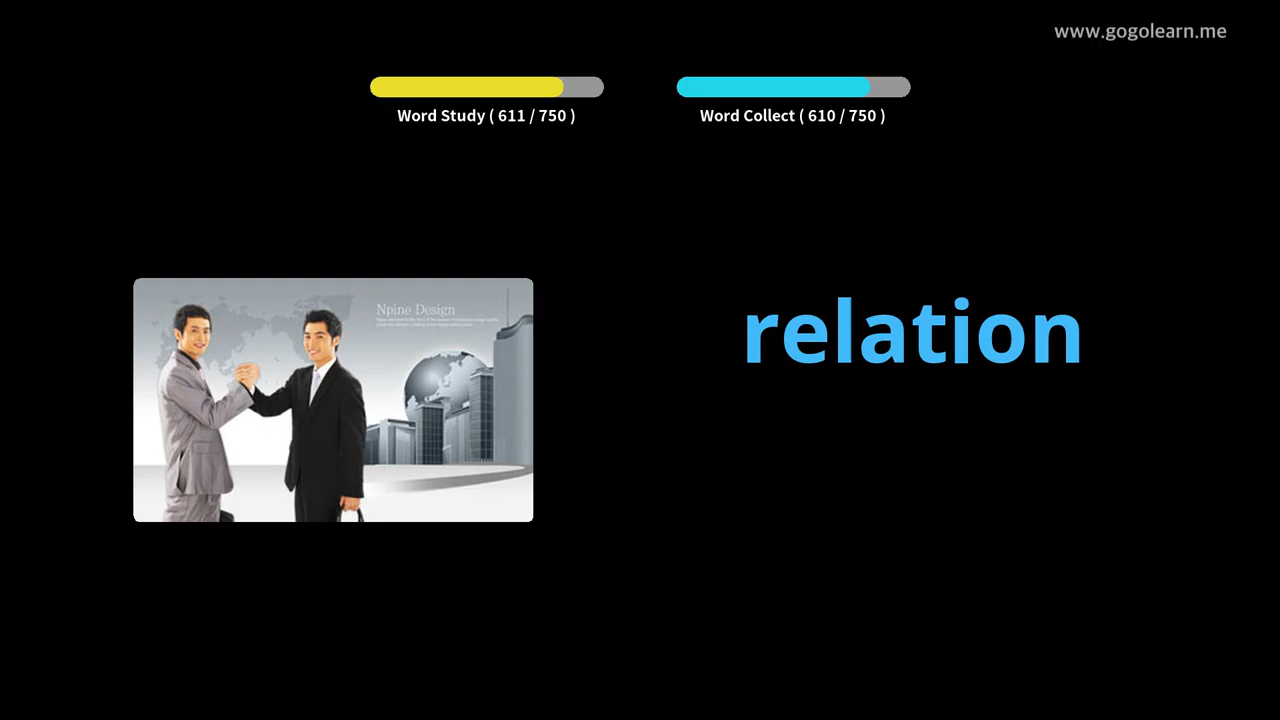 www.gogolearn.me
Word Study ( 611 / 750 )
Word Collect ( 610 / 750 )
Npine Design
relation